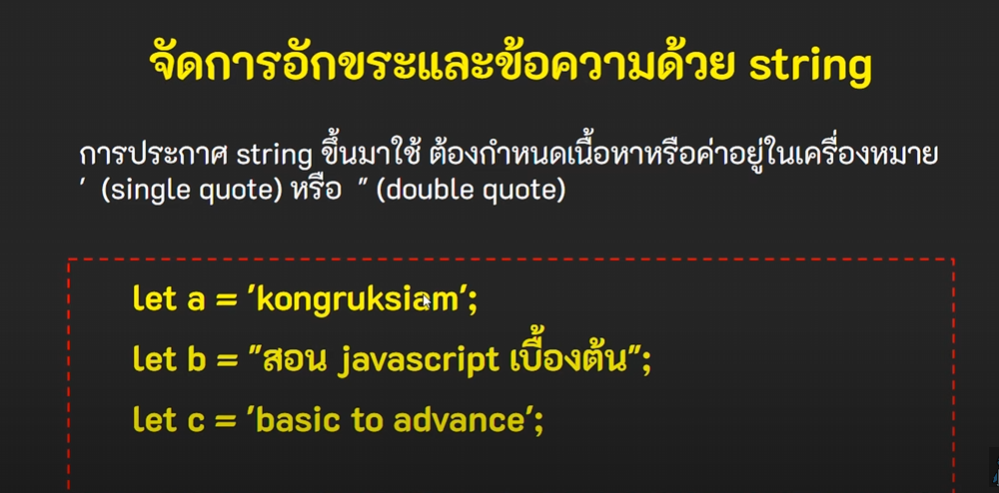 จัดการอักขระและข้อความด้วย string
การประกาศ string ขึ้นมาใช้ ต้องกำหนดเนื้อหาหรือค่าอยู่ในเครื่องหมาย
' (single quote) หรือ " (double quote)
let a = 'kongruksiam';
let b = "สอน javascript เบื้องต้น";
let c = 'basic to advance';